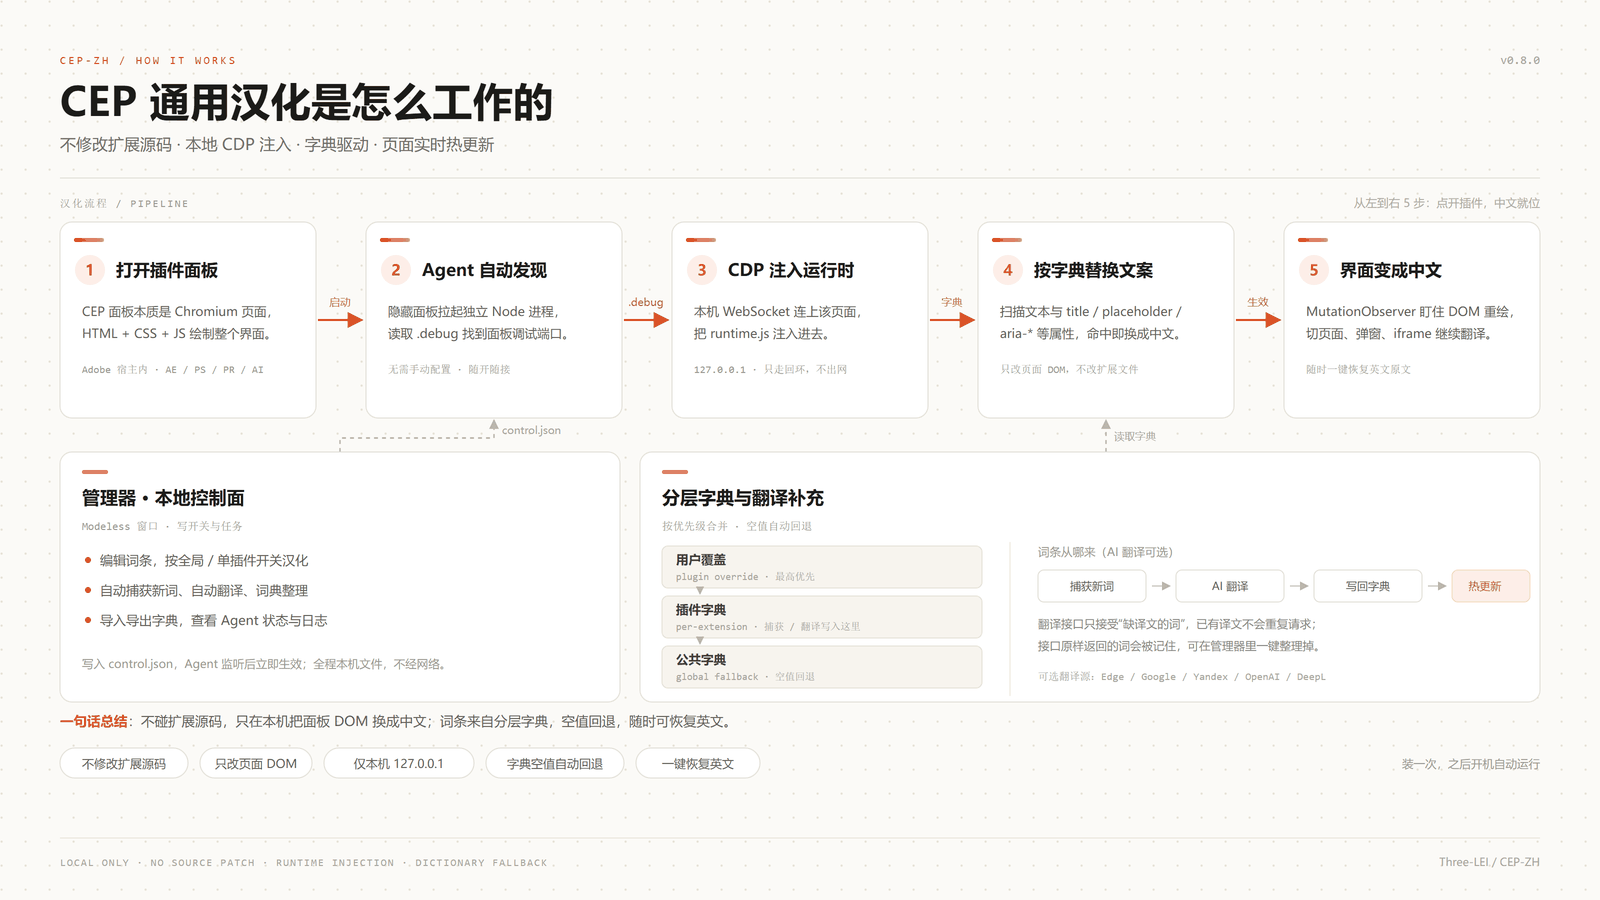 CEP-ZH / HOW IT WORKS
v0.8.0
CEP 通用汉化是怎么工作的
不修改扩展源码 · 本地 CDP 注入 · 字典驱动 · 页面实时热更新
汉化流程 / PIPELINE
从左到右 5 步：点开插件，中文就位
1 打开插件面板
CEP 面板本质是 Chromium 页面，
HTML + CSS + JS 绘制整个界面。
Adobe 宿主内 · AE / PS / PR / AI
启动
2 Agent 自动发现
隐藏面板拉起独立 Node 进程，
读取 .debug 找到面板调试端口。
无需手动配置 · 随开随接
.debug
3 CDP 注入运行时
本机 WebSocket 连上该页面，
把 runtime.js 注入进去。
127.0.0.1 · 只走回环，不出网
字典
4 按字典替换文案
扫描文本与 title / placeholder /
aria-* 等属性，命中即换成中文。
只改页面 DOM，不改扩展文件
生效
5 界面变成中文
MutationObserver 盯住 DOM 重绘，
切页面、弹窗、iframe 继续翻译。
随时一键恢复英文原文
control.json
读取字典
管理器 · 本地控制面
Modeless 窗口 · 写开关与任务
编辑词条，按全局 / 单插件开关汉化
自动捕获新词、自动翻译、词典整理
导入导出字典，查看 Agent 状态与日志
写入 control.json，Agent 监听后立即生效；全程本机文件，不经网络。
分层字典与翻译补充
按优先级合并 · 空值自动回退
用户覆盖
plugin override · 最高优先
插件字典
per-extension · 捕获 / 翻译写入这里
公共字典
global fallback · 空值回退
词条从哪来（AI 翻译可选）
捕获新词
AI 翻译
写回字典
热更新
翻译接口只接受“缺译文的词”，已有译文不会重复请求；
接口原样返回的词会被记住，可在管理器里一键整理掉。
可选翻译源：Edge / Google / Yandex / OpenAI / DeepL
一句话总结：不碰扩展源码，只在本机把面板 DOM 换成中文；词条来自分层字典，空值回退，随时可恢复英文。
不修改扩展源码
只改页面 DOM
仅本机 127.0.0.1
字典空值自动回退
一键恢复英文
装一次，之后开机自动运行
LOCAL ONLY · NO SOURCE PATCH · RUNTIME INJECTION · DICTIONARY FALLBACK
Three-LEI / CEP-ZH